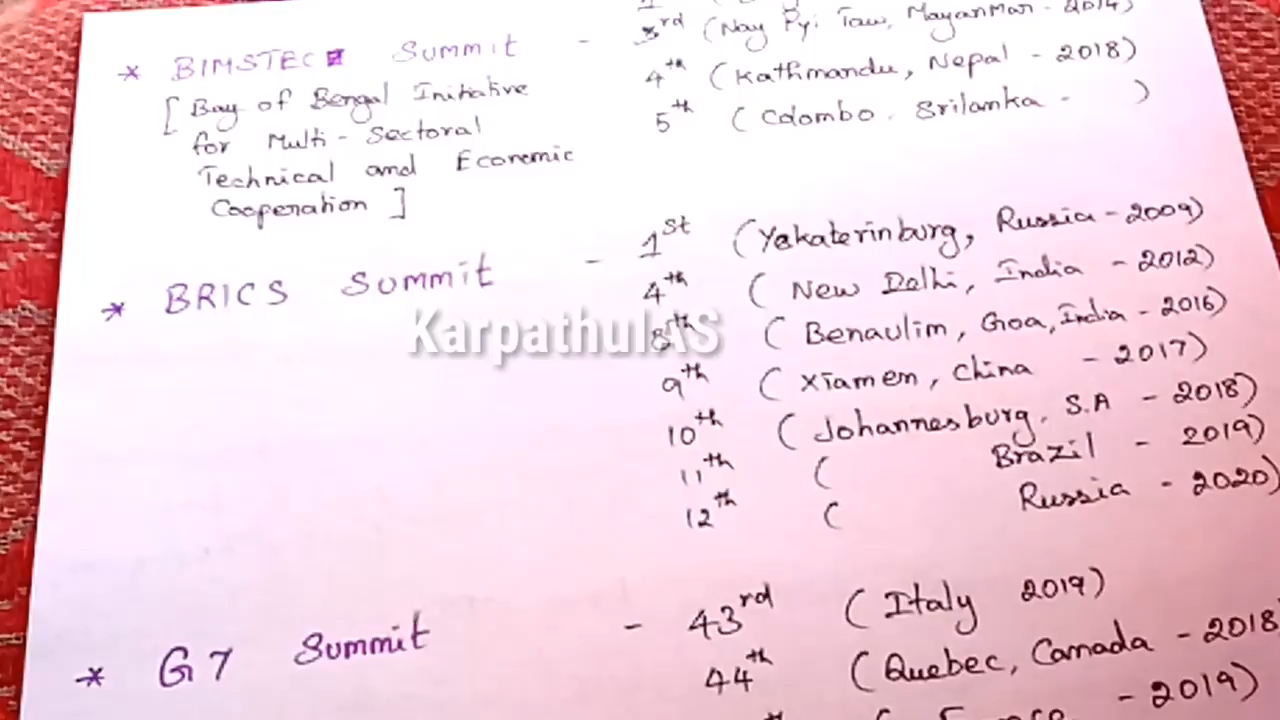 3rd (Nay Pyi Taw, Mayanmar - 2014)
* BIMSTEC Summit - 4th (Kathmandu, Nepal - 2018)
[Bay of Bengal Initiative 5th (Colombo. Srilanka - )
for Multi - Sectoral
Technical and Economic
Cooperation]
* BRICS Summit - 1st (Yekaterinburg, Russia - 2009)
4th (New Delhi, India - 2012)
8th (Benaulim, Goa, India - 2016)
KarpathuIAS
9th (Xiamen, China - 2017)
10th (Johannesburg. S.A - 2018)
11th ( Brazil - 2019)
12th ( Russia - 2020)
* G7 Summit - 43rd (Italy 2019)
44th (Quebec, Canada - 2018
- 2019)